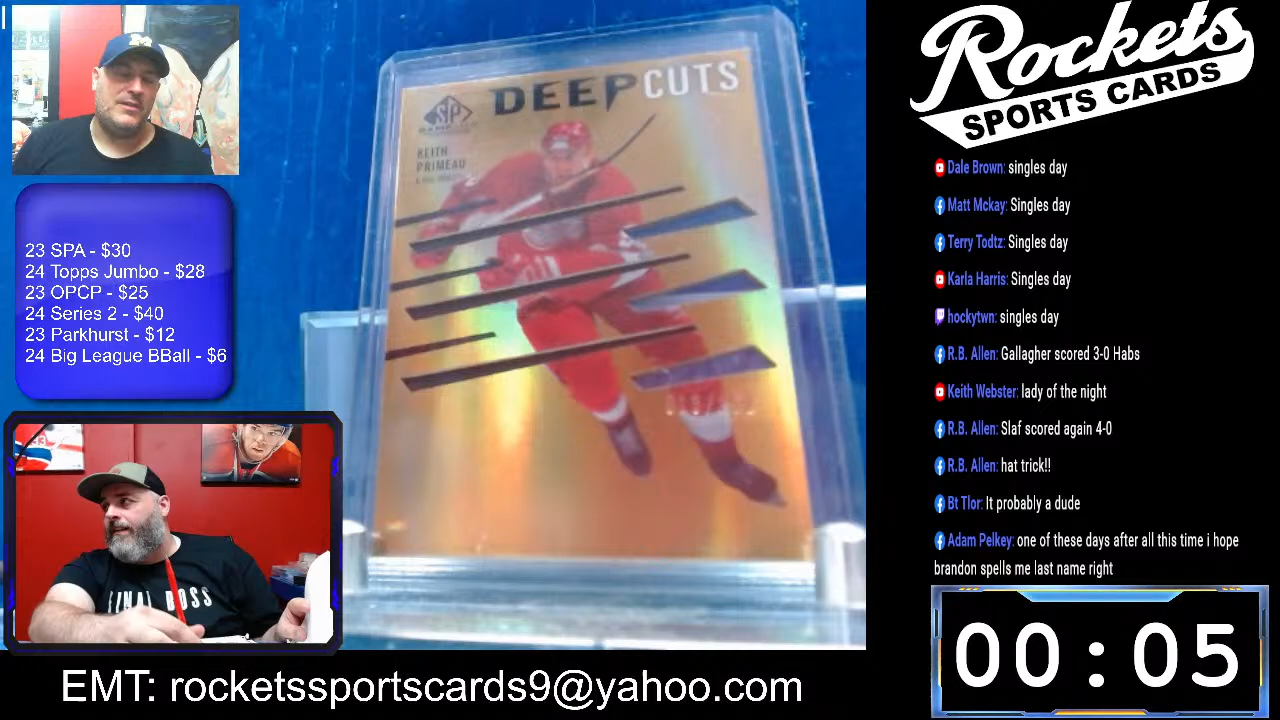 Rockets
SPORTS CARDS
DEEP CUTS
SP
KEITH
PRIMEAU
23 SPA - $30
24 Topps Jumbo - $28
23 OPCP - $25
24 Series 2 - $40
23 Parkhurst - $12
24 Big League BBall - $6
FINAL BOSS
Dale Brown: singles day
Matt Mckay: Singles day
Terry Todtz: Singles day
Karla Harris: Singles day
hockytwn: singles day
R.B. Allen: Gallagher scored 3-0 Habs
Keith Webster: lady of the night
R.B. Allen: Slaf scored again 4-0
R.B. Allen: hat trick!!
Bt Tlor: It probably a dude
Adam Pelkey: one of these days after all this time i hope
brandon spells me last name right
00:05
EMT: rocketssportscards9@yahoo.com